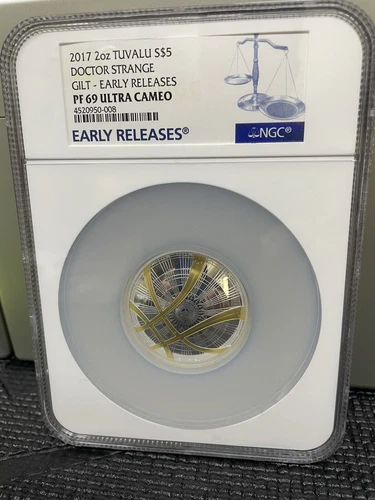 2017 2oz TUVALU S$5
DOCTOR STRANGE
GILT - EARLY RELEASES
PF 69 ULTRA CAMEO
4520950-008
EARLY RELEASES®
NGC®